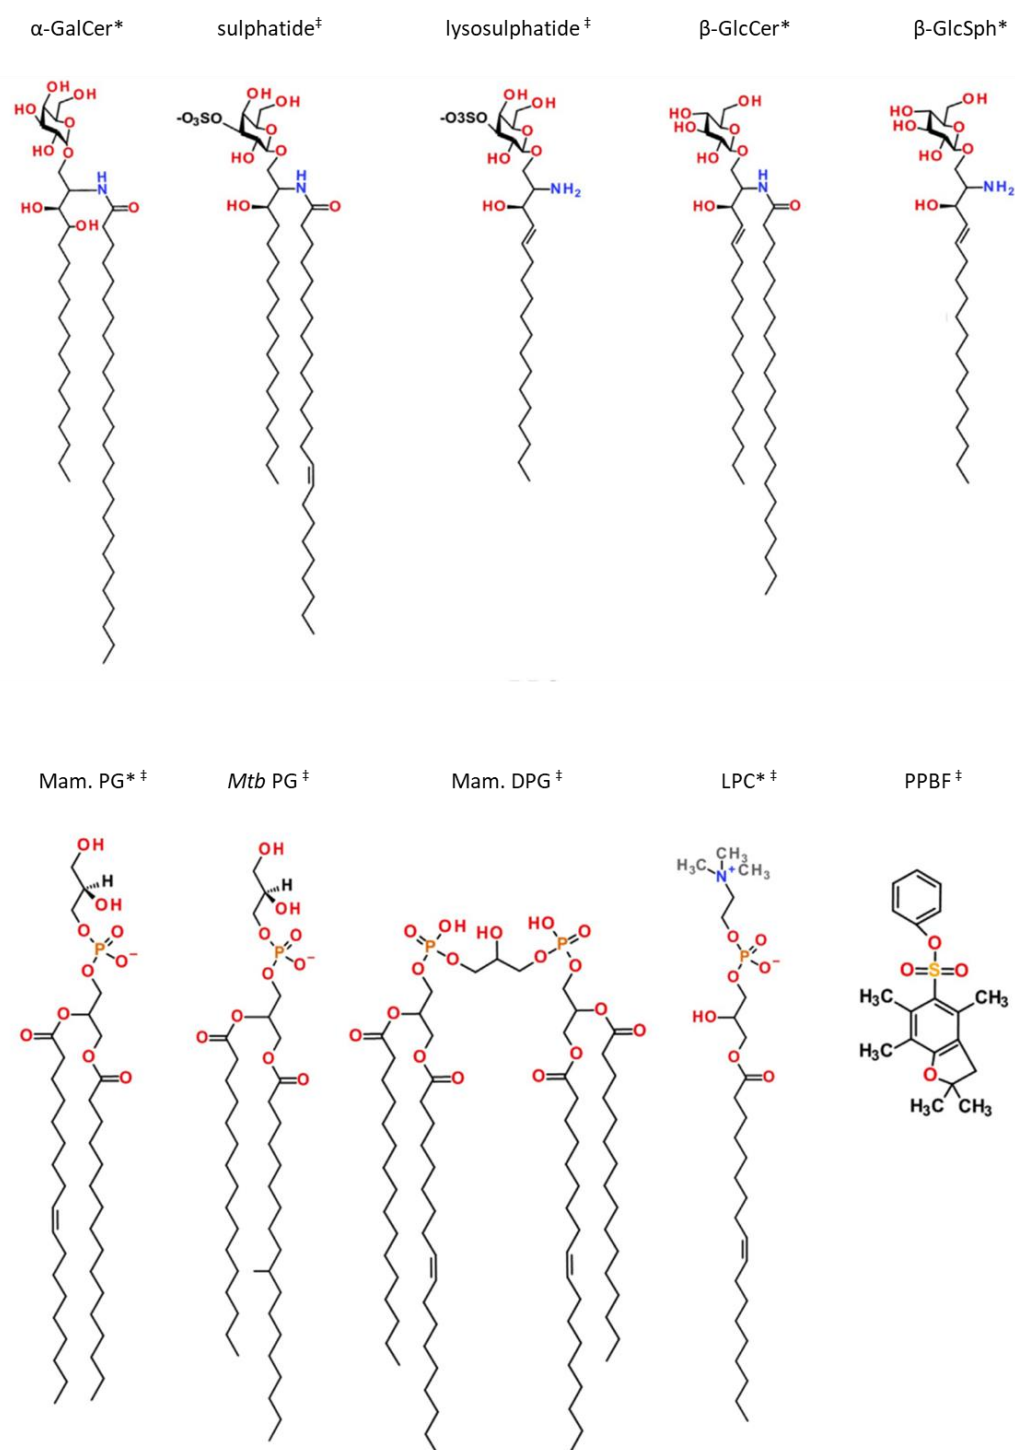 α-GalCer* sulphatide‡ lysosulphatide ‡ β-GlcCer* β-GlcSph*
OH OH HO O HO O
H N HO OH O
OH OH -O₃SO O HO O
H N HO O
OH OH -O3SO O HO O
NH₂ HO
OH HO HO O HO O
H N HO O
OH HO HO O HO O
NH₂ HO
Mam. PG* ‡ Mtb PG ‡ Mam. DPG ‡ LPC* ‡ PPBF ‡
OH H OH O P O O⁻ O O O O O
OH H OH O P O O⁻ O O O O O
O OH P O O HO HO P O O O
O O O O O O O O
CH₃ H₃C N⁺ CH₃ O P O O⁻ O HO O O
O O S O H₃C CH₃ H₃C O H₃C CH₃